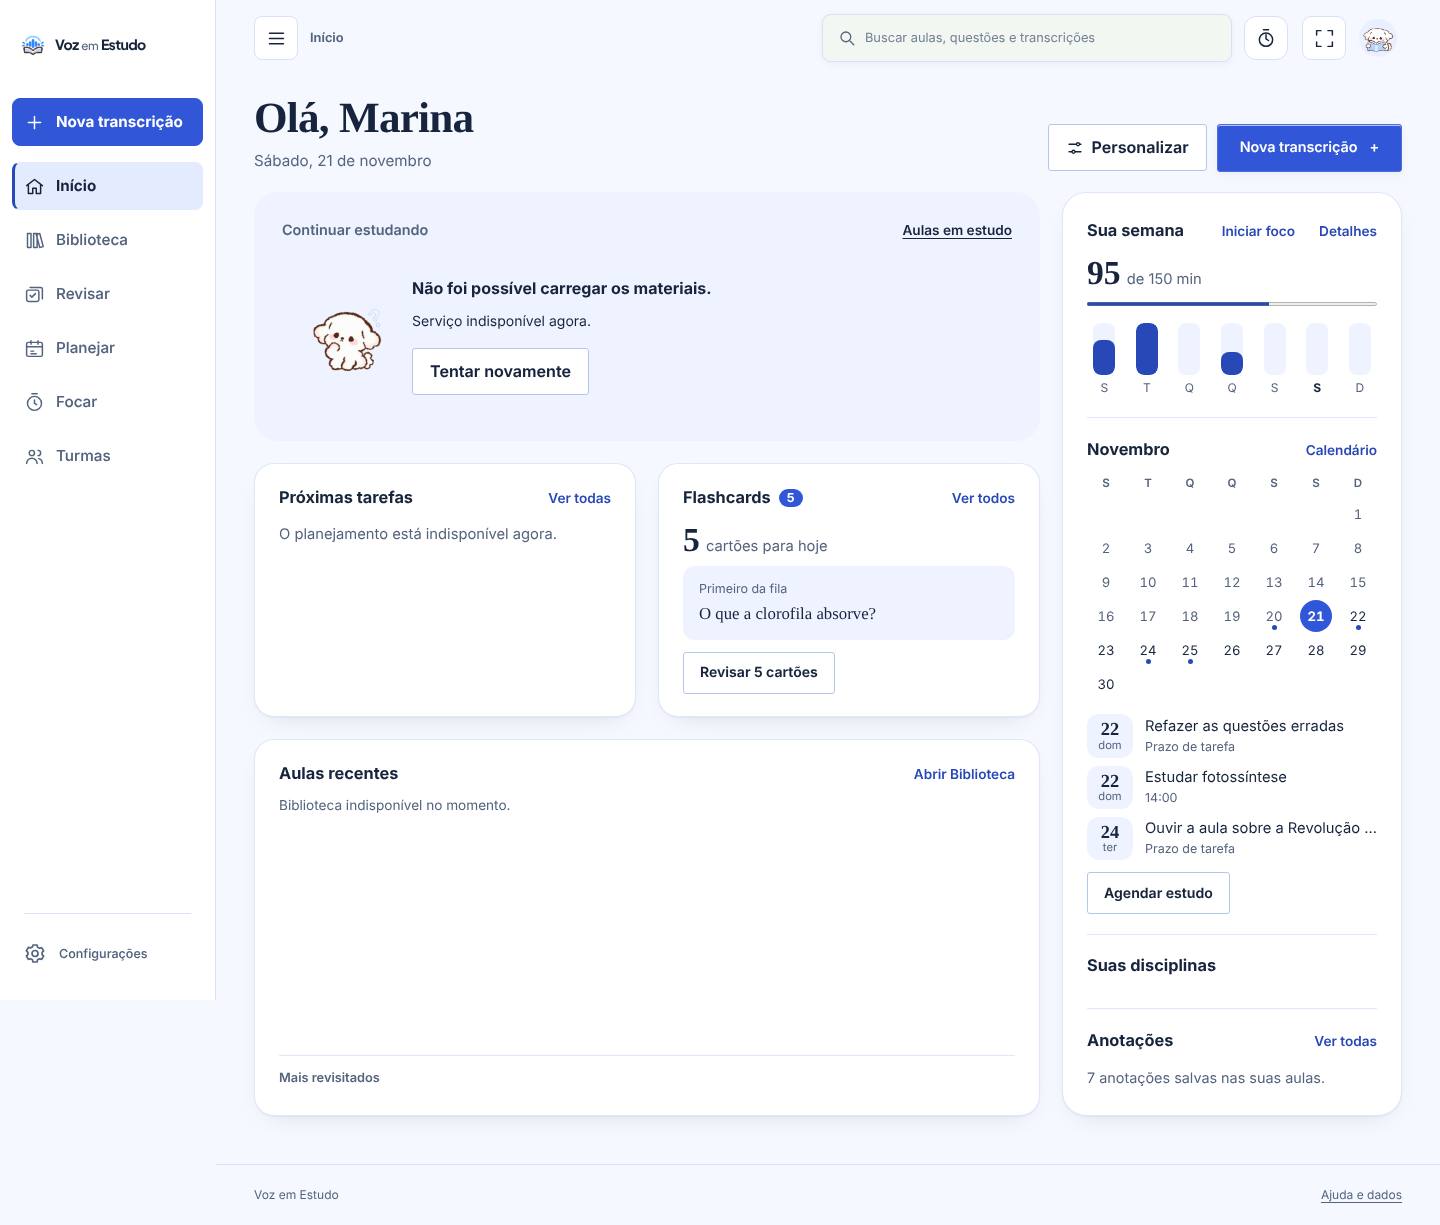 Voz em Estudo
Nova transcrição
Início
Biblioteca
Revisar
Planejar
Focar
Turmas
Configurações
Início
Buscar aulas, questões e transcrições
Olá, Marina
Sábado, 21 de novembro
Personalizar
Nova transcrição +
Continuar estudando
Aulas em estudo
Não foi possível carregar os materiais.
Serviço indisponível agora.
Tentar novamente
Próximas tarefas
Ver todas
O planejamento está indisponível agora.
Flashcards 5
Ver todos
5 cartões para hoje
Primeiro da fila
O que a clorofila absorve?
Revisar 5 cartões
Aulas recentes
Abrir Biblioteca
Biblioteca indisponível no momento.
Mais revisitados
Sua semana
Iniciar foco
Detalhes
95 de 150 min
S T Q Q S S D
Novembro
Calendário
S T Q Q S S D
1
2 3 4 5 6 7 8
9 10 11 12 13 14 15
16 17 18 19 20 21 22
23 24 25 26 27 28 29
30
22 dom
Refazer as questões erradas
Prazo de tarefa
22 dom
Estudar fotossíntese
14:00
24 ter
Ouvir a aula sobre a Revolução ...
Prazo de tarefa
Agendar estudo
Suas disciplinas
Anotações
Ver todas
7 anotações salvas nas suas aulas.
Voz em Estudo
Ajuda e dados